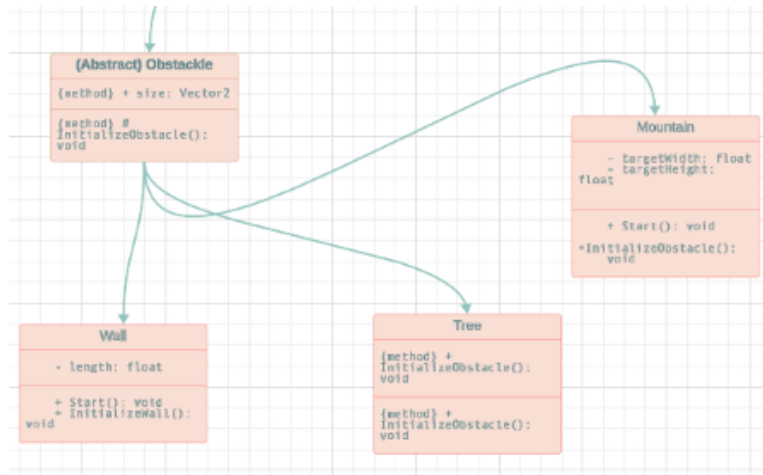 (Abstract) Obstackle
{method} + size: Vector2
{method} #
InitializeObstacle():
void
Mountain
- targetWidth: float
- targetHeight:
float
+ Start(): void
+InitializeObstacle():
void
Wall
- length: float
+ Start(): void
+ InitializeWall():
void
Tree
{method} +
InitializeObstacle():
void
{method} +
InitializeObstacle():
void